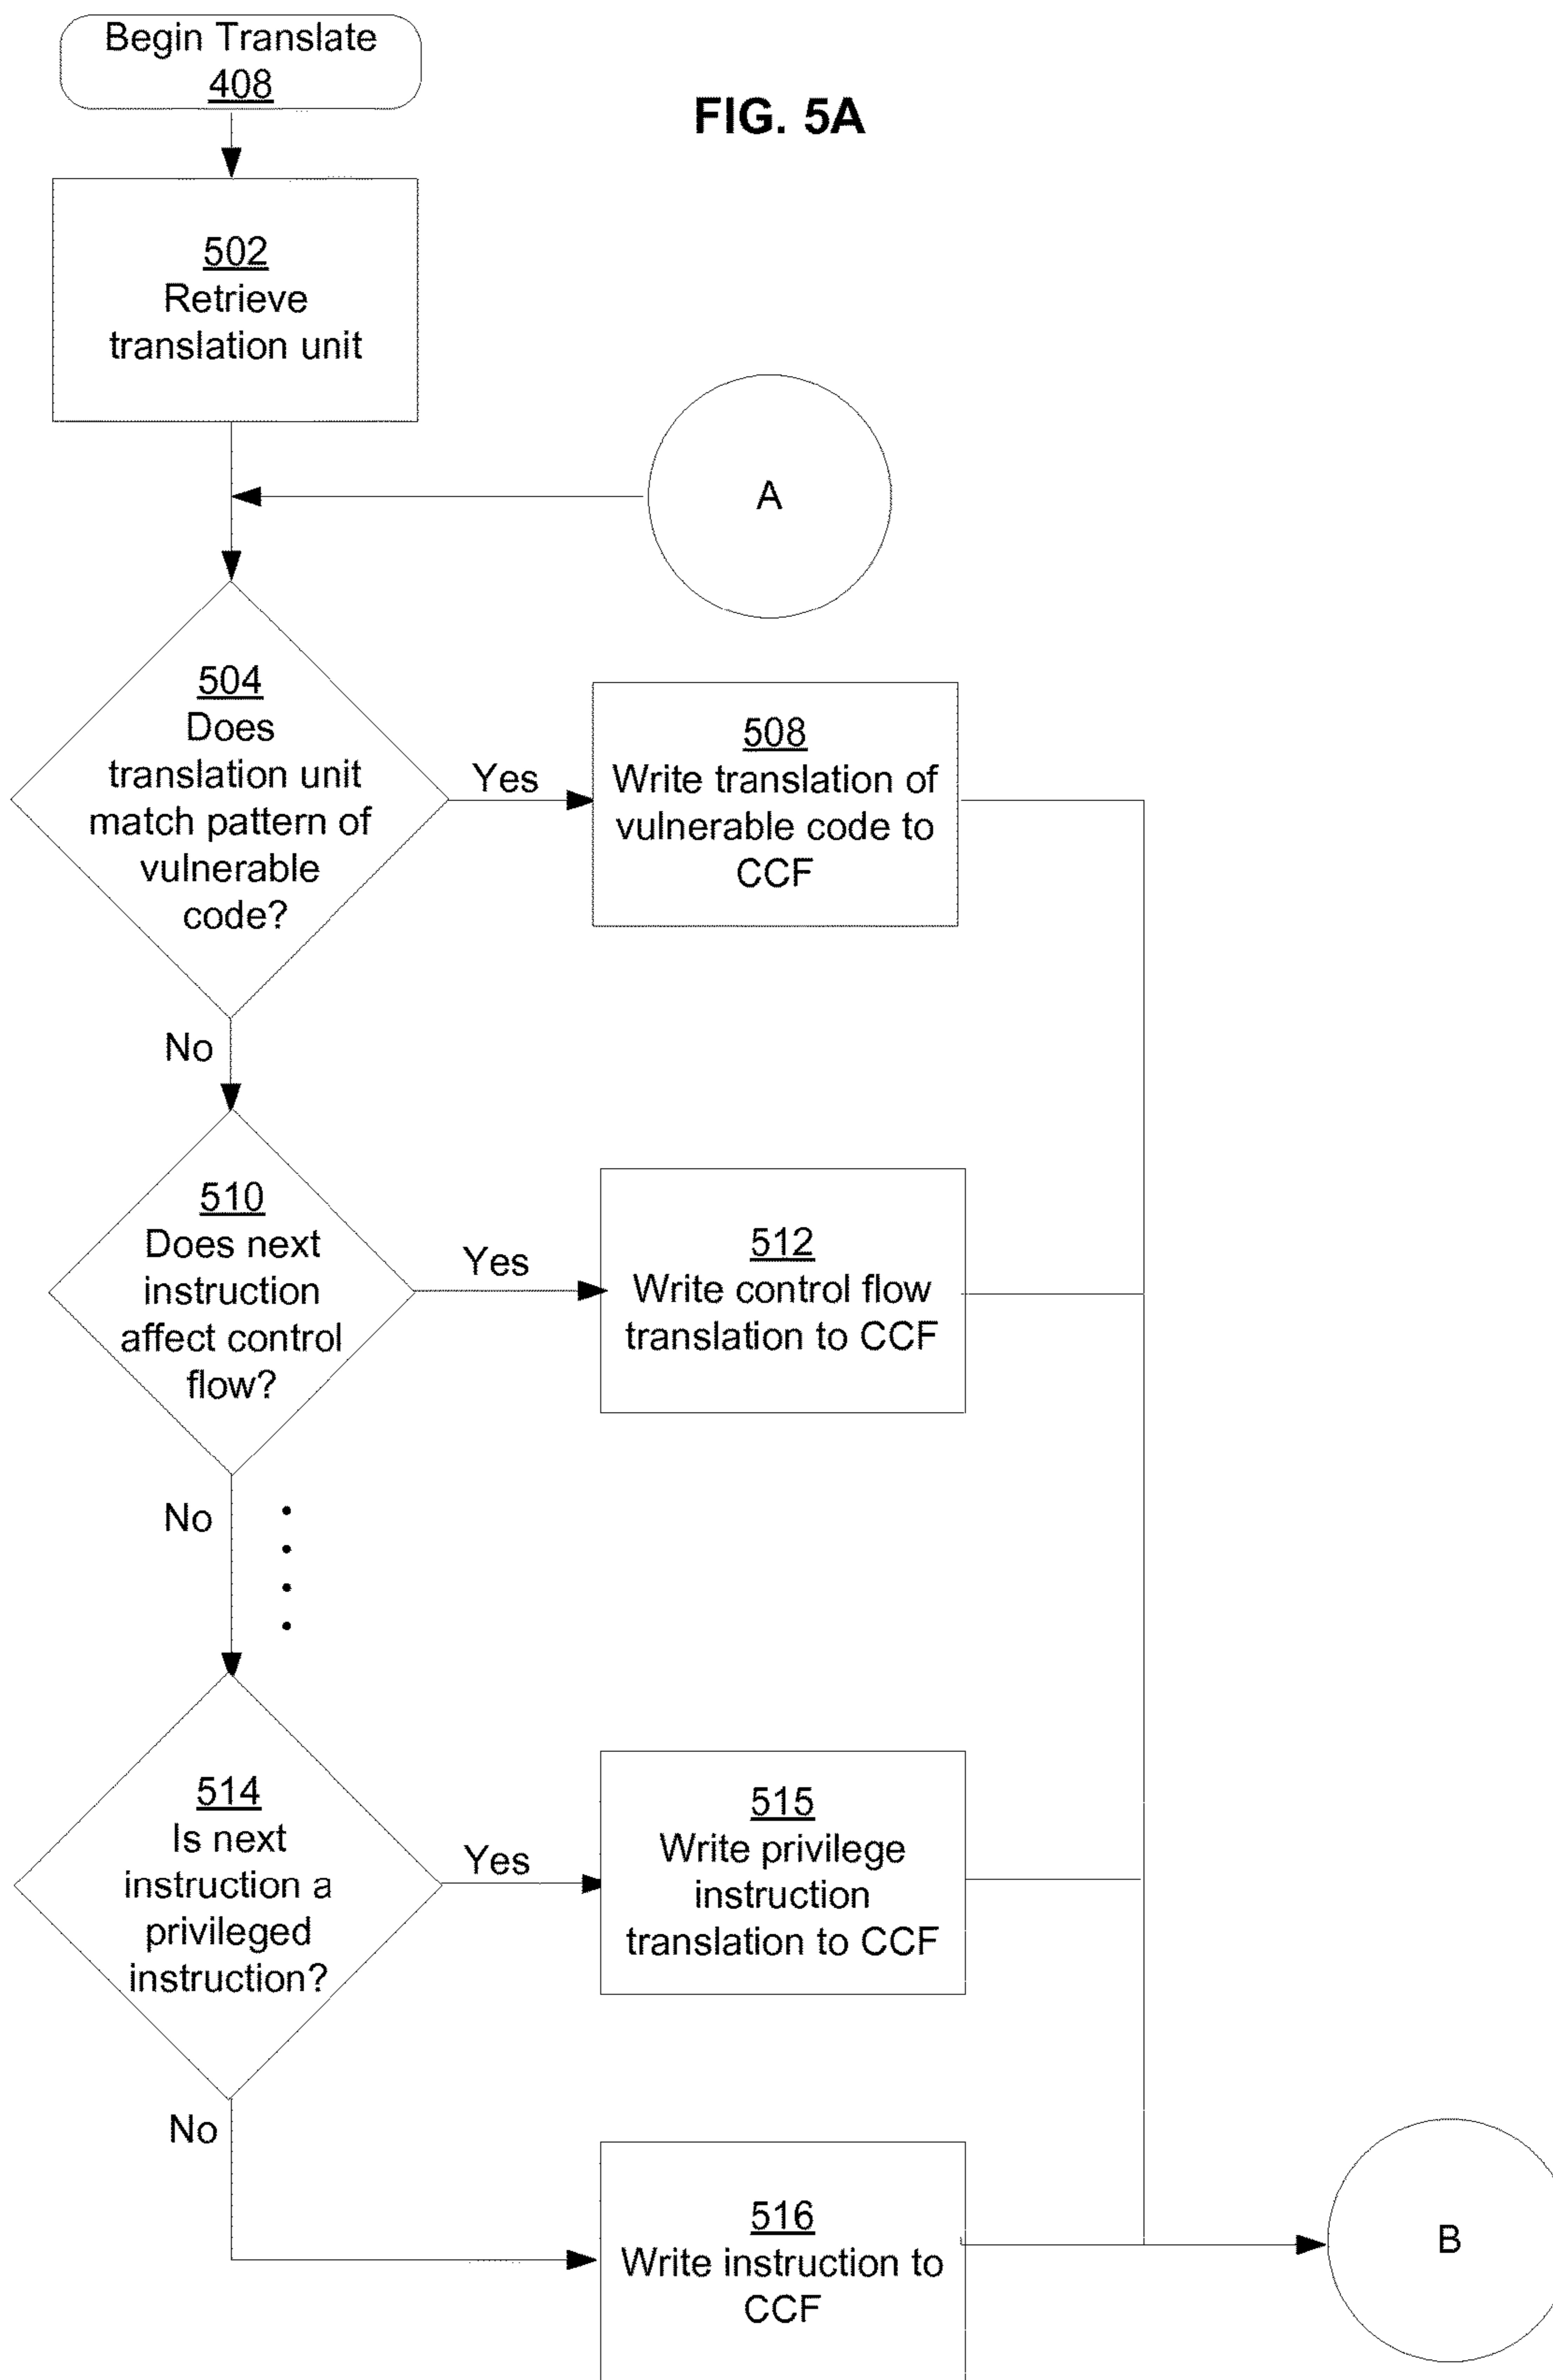 Begin Translate
408
FIG. 5A
502
Retrieve
translation unit
A
504
Does
translation unit
match pattern of
vulnerable
code?
Yes
508
Write translation of
vulnerable code to
CCF
No
510
Does next
instruction
affect control
flow?
Yes
512
Write control flow
translation to CCF
No
514
Is next
instruction a
privileged
instruction?
Yes
515
Write privilege
instruction
translation to CCF
No
516
Write instruction to
CCF
B